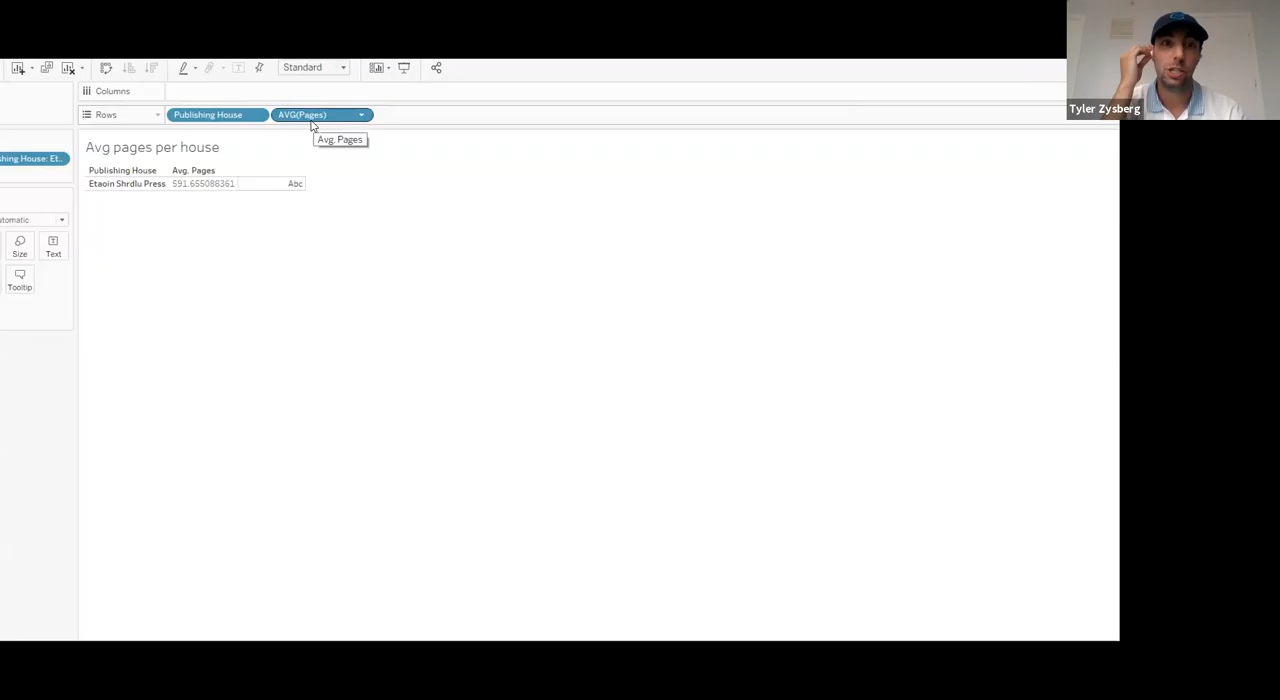 Standard
Columns
Rows
Publishing House
AVG(Pages)
Avg. Pages
Tyler Zysberg
Avg pages per house
shing House: Et..
Publishing House Avg. Pages
Etaoin Shrdlu Press 591.655088361 Abc
utomatic
Size
Text
Tooltip